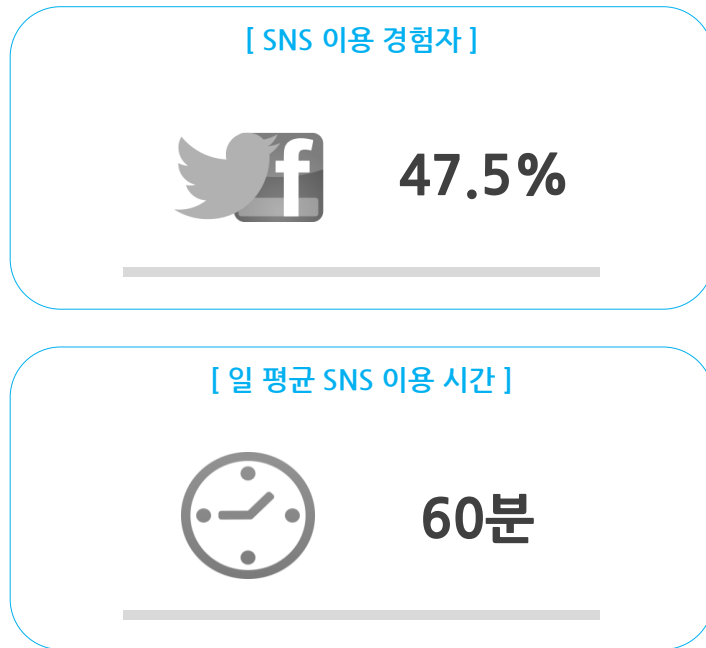 [ SNS 이용 경험자 ]
f
47.5%
[ 일 평균 SNS 이용 시간 ]
60분